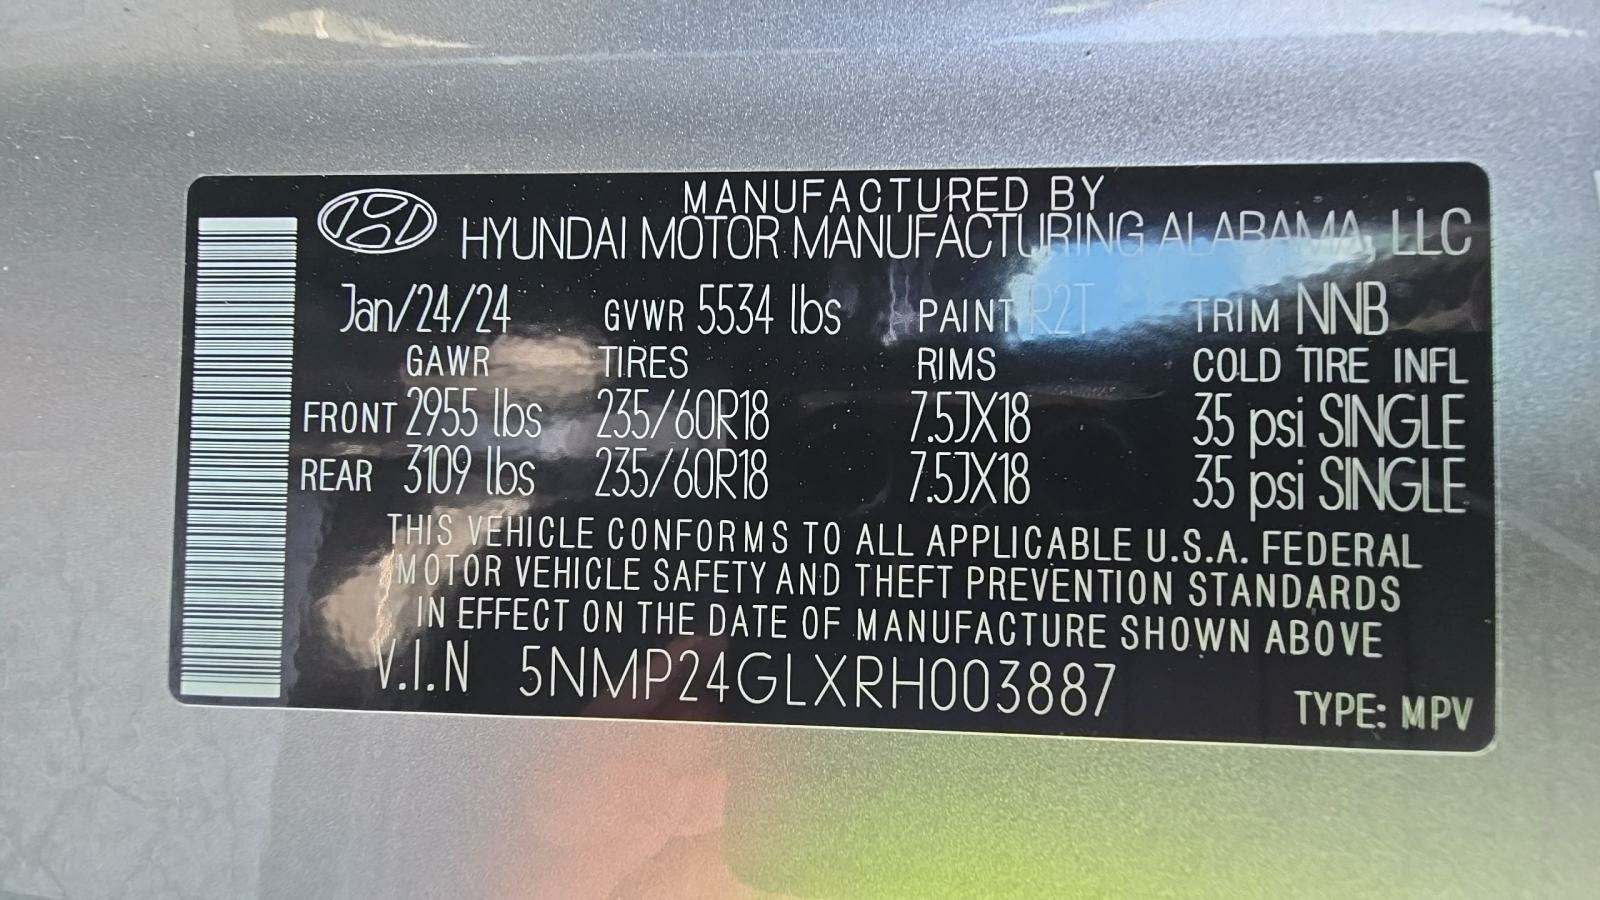 MANUFACTURED BY
HYUNDAI MOTOR MANUFACTURING ALABAMA, LLC
Jan/24/24 GVWR 5534 lbs PAINT R2T TRIM NNB
GAWR TIRES RIMS COLD TIRE INFL
FRONT 2955 lbs 235/60R18 7.5JX18 35 psi SINGLE
REAR 3109 lbs 235/60R18 7.5JX18 35 psi SINGLE
THIS VEHICLE CONFORMS TO ALL APPLICABLE U.S.A. FEDERAL
MOTOR VEHICLE SAFETY AND THEFT PREVENTION STANDARDS
IN EFFECT ON THE DATE OF MANUFACTURE SHOWN ABOVE
V.I.N 5NMP24GLXRH003887
TYPE: MPV